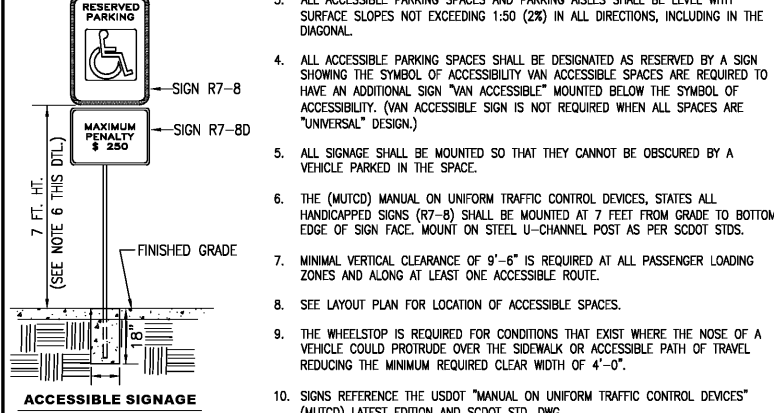 RESERVED
PARKING
SIGN R7-8
MAXIMUM
PENALTY
$ 250
SIGN R7-8D
7 FT. HT.
(SEE NOTE 6 THIS DTL.)
FINISHED GRADE
18"
ACCESSIBLE SIGNAGE
3. ALL ACCESSIBLE PARKING SPACES AND PARKING AISLES SHALL BE LEVEL WITH
SURFACE SLOPES NOT EXCEEDING 1:50 (2%) IN ALL DIRECTIONS, INCLUDING IN THE
DIAGONAL.
4. ALL ACCESSIBLE PARKING SPACES SHALL BE DESIGNATED AS RESERVED BY A SIGN
SHOWING THE SYMBOL OF ACCESSIBILITY VAN ACCESSIBLE SPACES ARE REQUIRED TO
HAVE AN ADDITIONAL SIGN "VAN ACCESSIBLE" MOUNTED BELOW THE SYMBOL OF
ACCESSIBILITY. (VAN ACCESSIBLE SIGN IS NOT REQUIRED WHEN ALL SPACES ARE
"UNIVERSAL" DESIGN.)
5. ALL SIGNAGE SHALL BE MOUNTED SO THAT THEY CANNOT BE OBSCURED BY A
VEHICLE PARKED IN THE SPACE.
6. THE (MUTCD) MANUAL ON UNIFORM TRAFFIC CONTROL DEVICES, STATES ALL
HANDICAPPED SIGNS (R7-8) SHALL BE MOUNTED AT 7 FEET FROM GRADE TO BOTTOM
EDGE OF SIGN FACE. MOUNT ON STEEL U-CHANNEL POST AS PER SCDOT STDS.
7. MINIMAL VERTICAL CLEARANCE OF 9'-6" IS REQUIRED AT ALL PASSENGER LOADING
ZONES AND ALONG AT LEAST ONE ACCESSIBLE ROUTE.
8. SEE LAYOUT PLAN FOR LOCATION OF ACCESSIBLE SPACES.
9. THE WHEELSTOP IS REQUIRED FOR CONDITIONS THAT EXIST WHERE THE NOSE OF A
VEHICLE COULD PROTRUDE OVER THE SIDEWALK OR ACCESSIBLE PATH OF TRAVEL
REDUCING THE MINIMUM REQUIRED CLEAR WIDTH OF 4'-0".
10. SIGNS REFERENCE THE USDOT "MANUAL ON UNIFORM TRAFFIC CONTROL DEVICES"
(MUTCD) LATEST EDITION AND SCDOT STD. DWG.